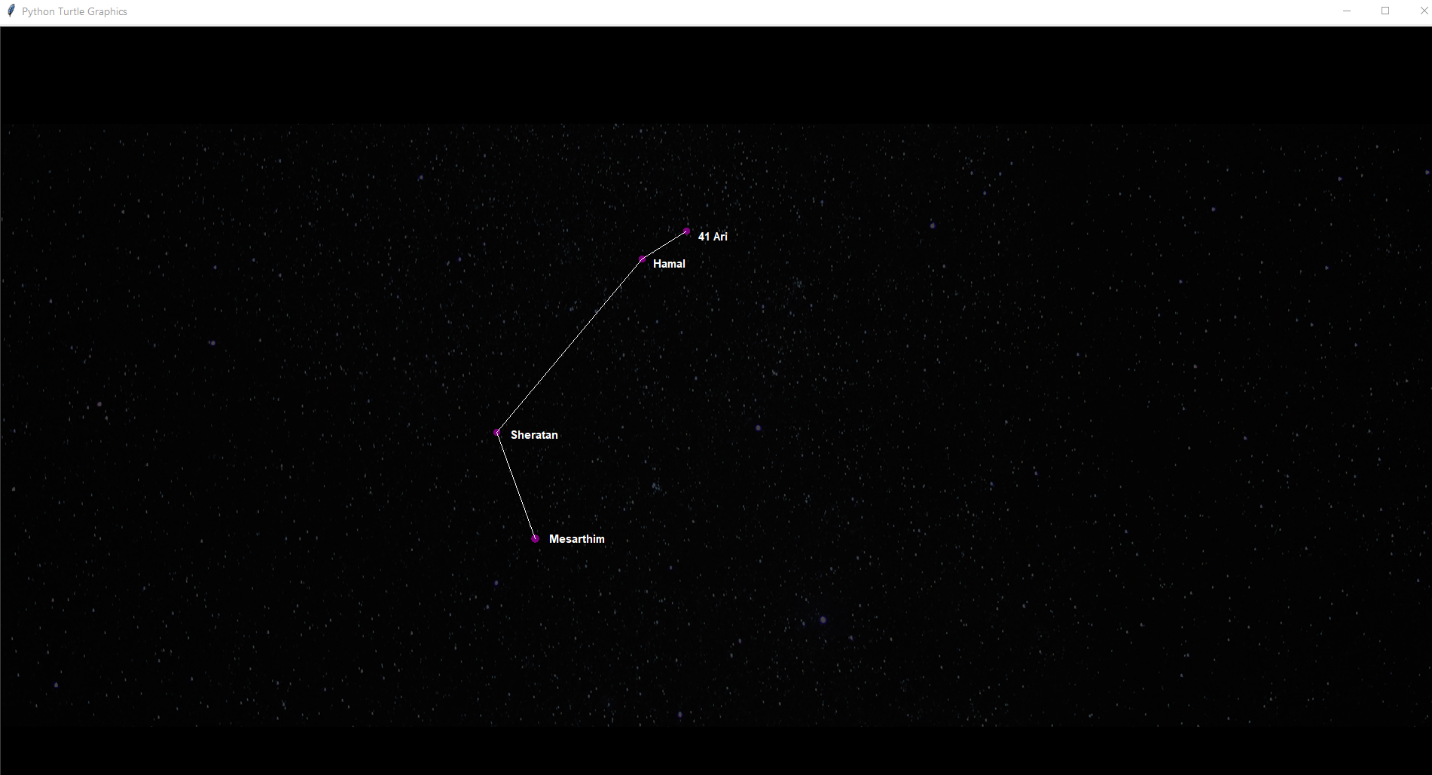 Python Turtle Graphics
41 Ari
Hamal
Sheratan
Mesarthim